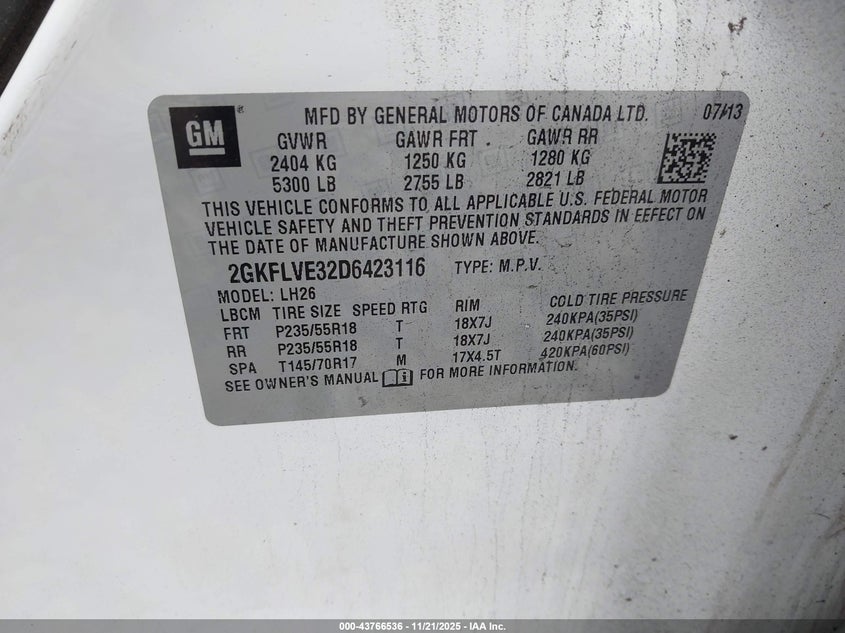 GM
MFD BY GENERAL MOTORS OF CANADA LTD. 07/13
GVWR GAWR FRT GAWR RR
2404 KG 1250 KG 1280 KG
5300 LB 2755 LB 2821 LB
THIS VEHICLE CONFORMS TO ALL APPLICABLE U.S. FEDERAL MOTOR
VEHICLE SAFETY AND THEFT PREVENTION STANDARDS IN EFFECT ON
THE DATE OF MANUFACTURE SHOWN ABOVE.
2GKFLVE32D6423116 TYPE: M.P.V.
MODEL: LH26
LBCM TIRE SIZE SPEED RTG RIM COLD TIRE PRESSURE
FRT P235/55R18 T 18X7J 240KPA(35PSI)
RR P235/55R18 T 18X7J 240KPA(35PSI)
SPA T145/70R17 M 17X4.5T 420KPA(60PSI)
SEE OWNER'S MANUAL FOR MORE INFORMATION.
000-43766536 - 11/21/2025 - IAA Inc.